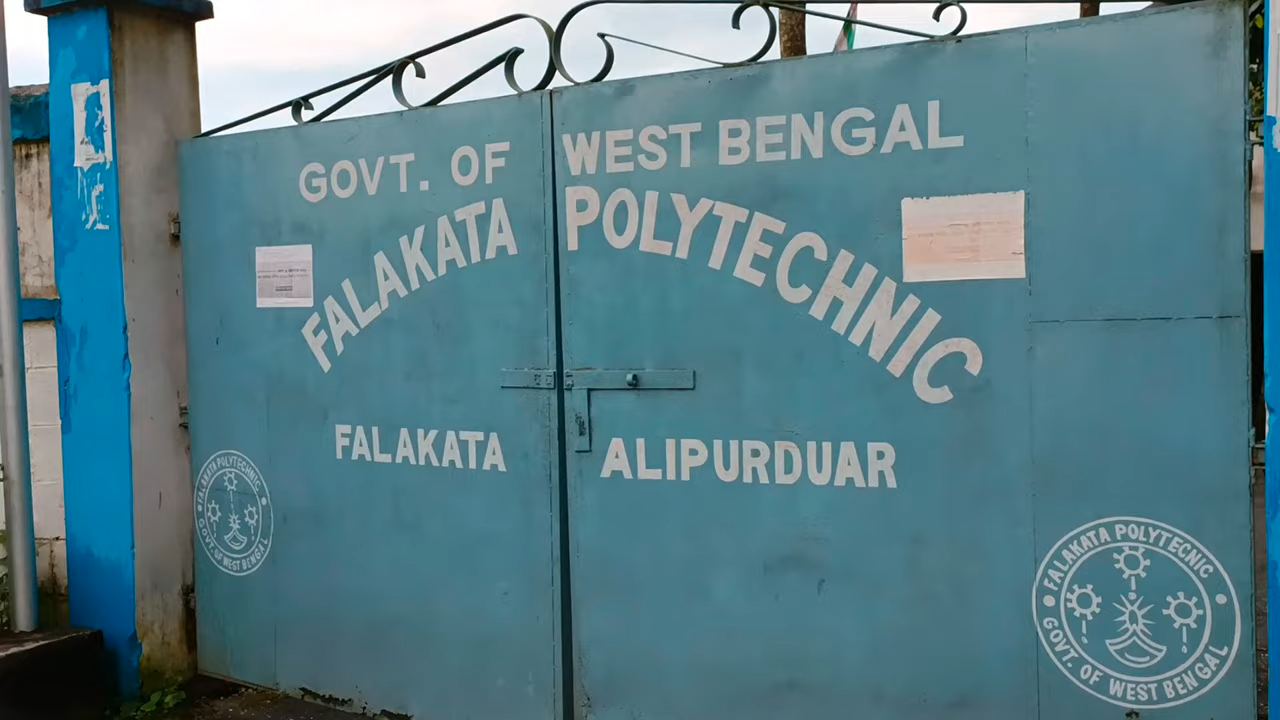 GOVT. OF WEST BENGAL
FALAKATA POLYTECHNIC
FALAKATA ALIPURDUAR
FALAKATA POLYTECHNIC
GOVT. OF WEST BENGAL
FALAKATA POLYTECNIC
GOVT. OF WEST BENGAL